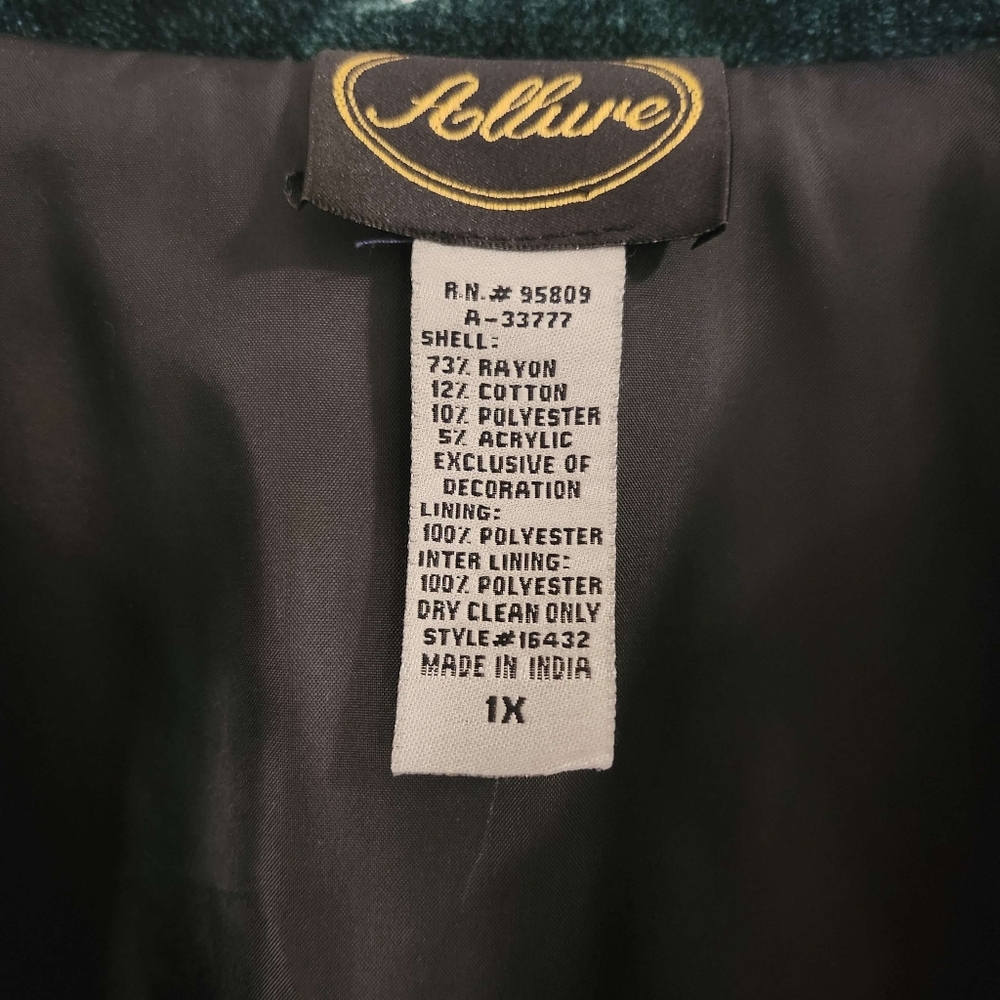 Allure
R.N.# 95809
A-33777
SHELL:
73% RAYON
12% COTTON
10% POLYESTER
5% ACRYLIC
EXCLUSIVE OF
DECORATION
LINING:
100% POLYESTER
INTER LINING:
100% POLYESTER
DRY CLEAN ONLY
STYLE#16432
MADE IN INDIA
1X